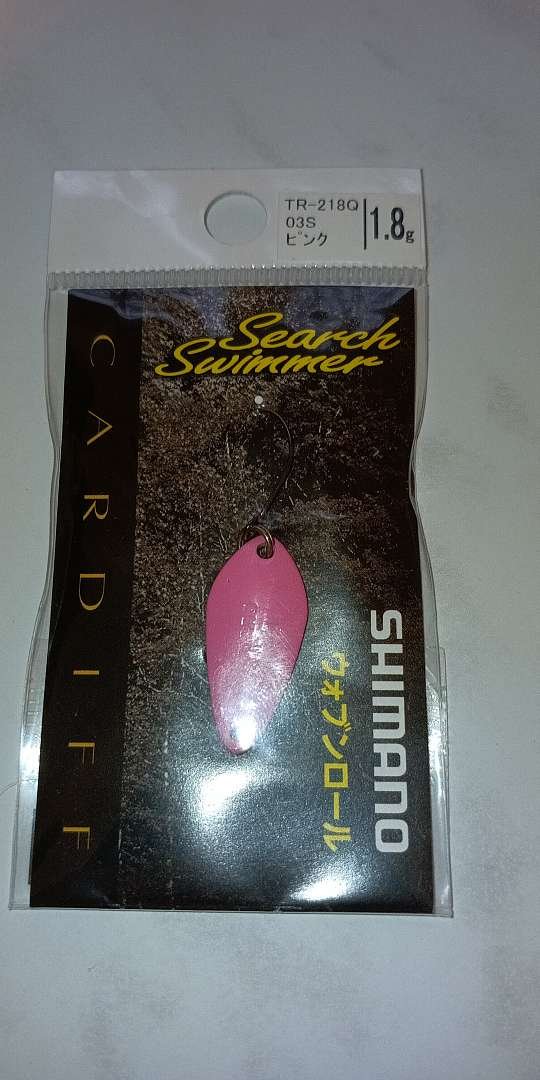 TR-218Q
03S
ピンク
1.8g
Search
Swimmer
CARDIFF
SHIMANO
ウォブンロール